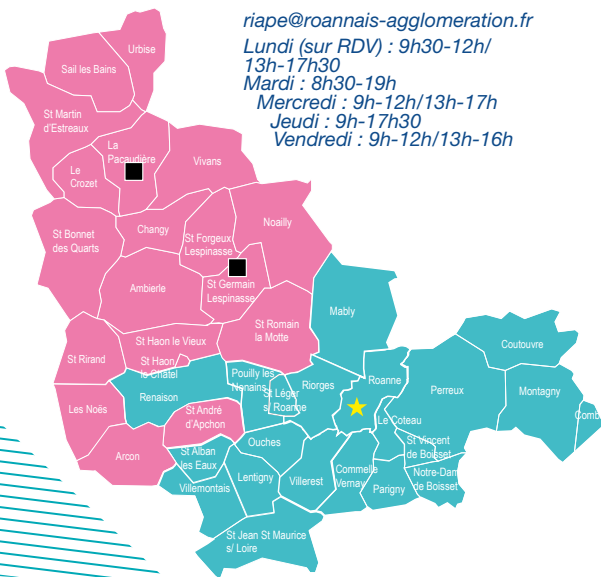 riape@roannais-agglomeration.fr
Lundi (sur RDV) : 9h30-12h/
13h-17h30
Mardi : 8h30-19h
Mercredi : 9h-12h/13h-17h
Jeudi : 9h-17h30
Vendredi : 9h-12h/13h-16h
Urbise
Sail les Bains
St Martin
d'Estreaux
La
Pacaudière
Vivans
Le
Crozet
Noailly
Changy
St Bonnet
des Quarts
St Forgeux
Lespinasse
Ambierle
St Germain
Lespinasse
Mably
St Romain
la Motte
St Haon le Vieux
Coutouvre
St Rirand
St Haon
le Chatel
Pouilly les
Nonains
Riorges
Roanne
Perreux
Montagny
Renaison
St Léger
s/ Roanne
Les Noës
St André
d'Apchon
Le Coteau
Comb
Ouches
St Vincent
de Boisset
Arcon
St Alban
les Eaux
Lentigny
Villerest
Commelle
Vernay
Notre-Dam
de Boisset
Villemontais
Parigny
St Jean St Maurice
s/ Loire